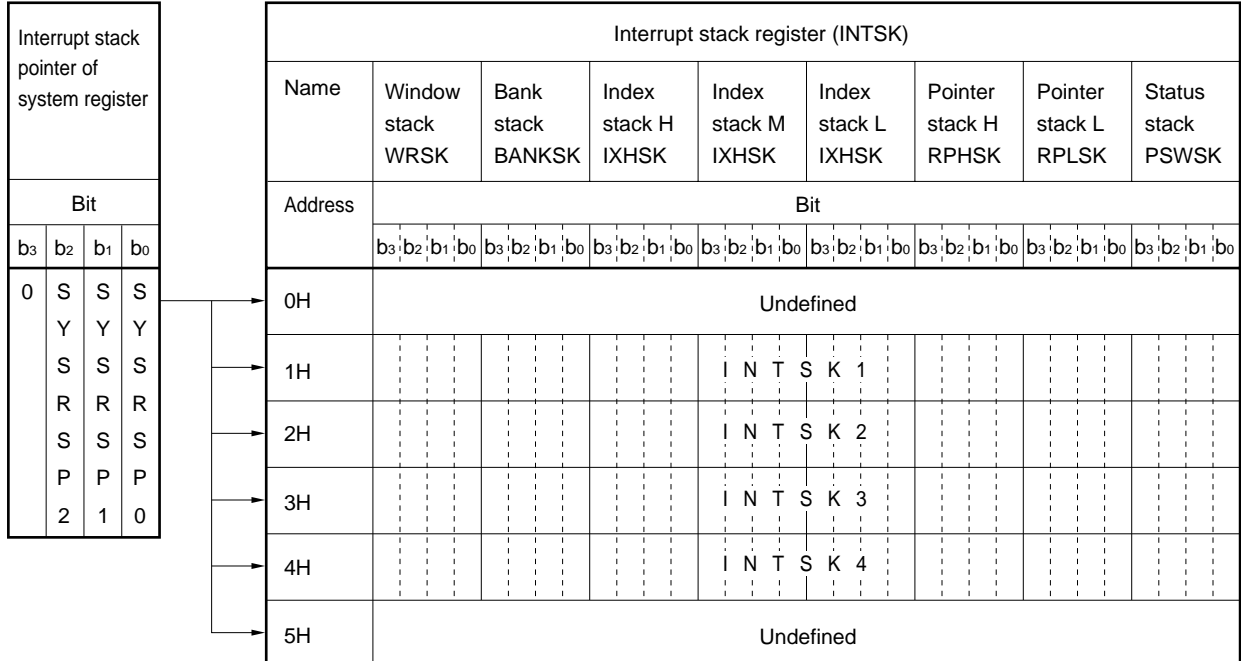 Interrupt stack
pointer of
system register
Bit
b3 b2 b1 b0
0 S S S
Y Y Y
S S S
R R R
S S S
P P P
2 1 0
Interrupt stack register (INTSK)
Name Window Bank Index Index Index Pointer Pointer Status
stack stack stack H stack M stack L stack H stack L stack
WRSK BANKSK IXHSK IXHSK IXHSK RPHSK RPLSK PSWSK
Address Bit
b3 b2 b1 b0 b3 b2 b1 b0 b3 b2 b1 b0 b3 b2 b1 b0 b3 b2 b1 b0 b3 b2 b1 b0 b3 b2 b1 b0 b3 b2 b1 b0
0H Undefined
1H I N T S K 1
2H I N T S K 2
3H I N T S K 3
4H I N T S K 4
5H Undefined